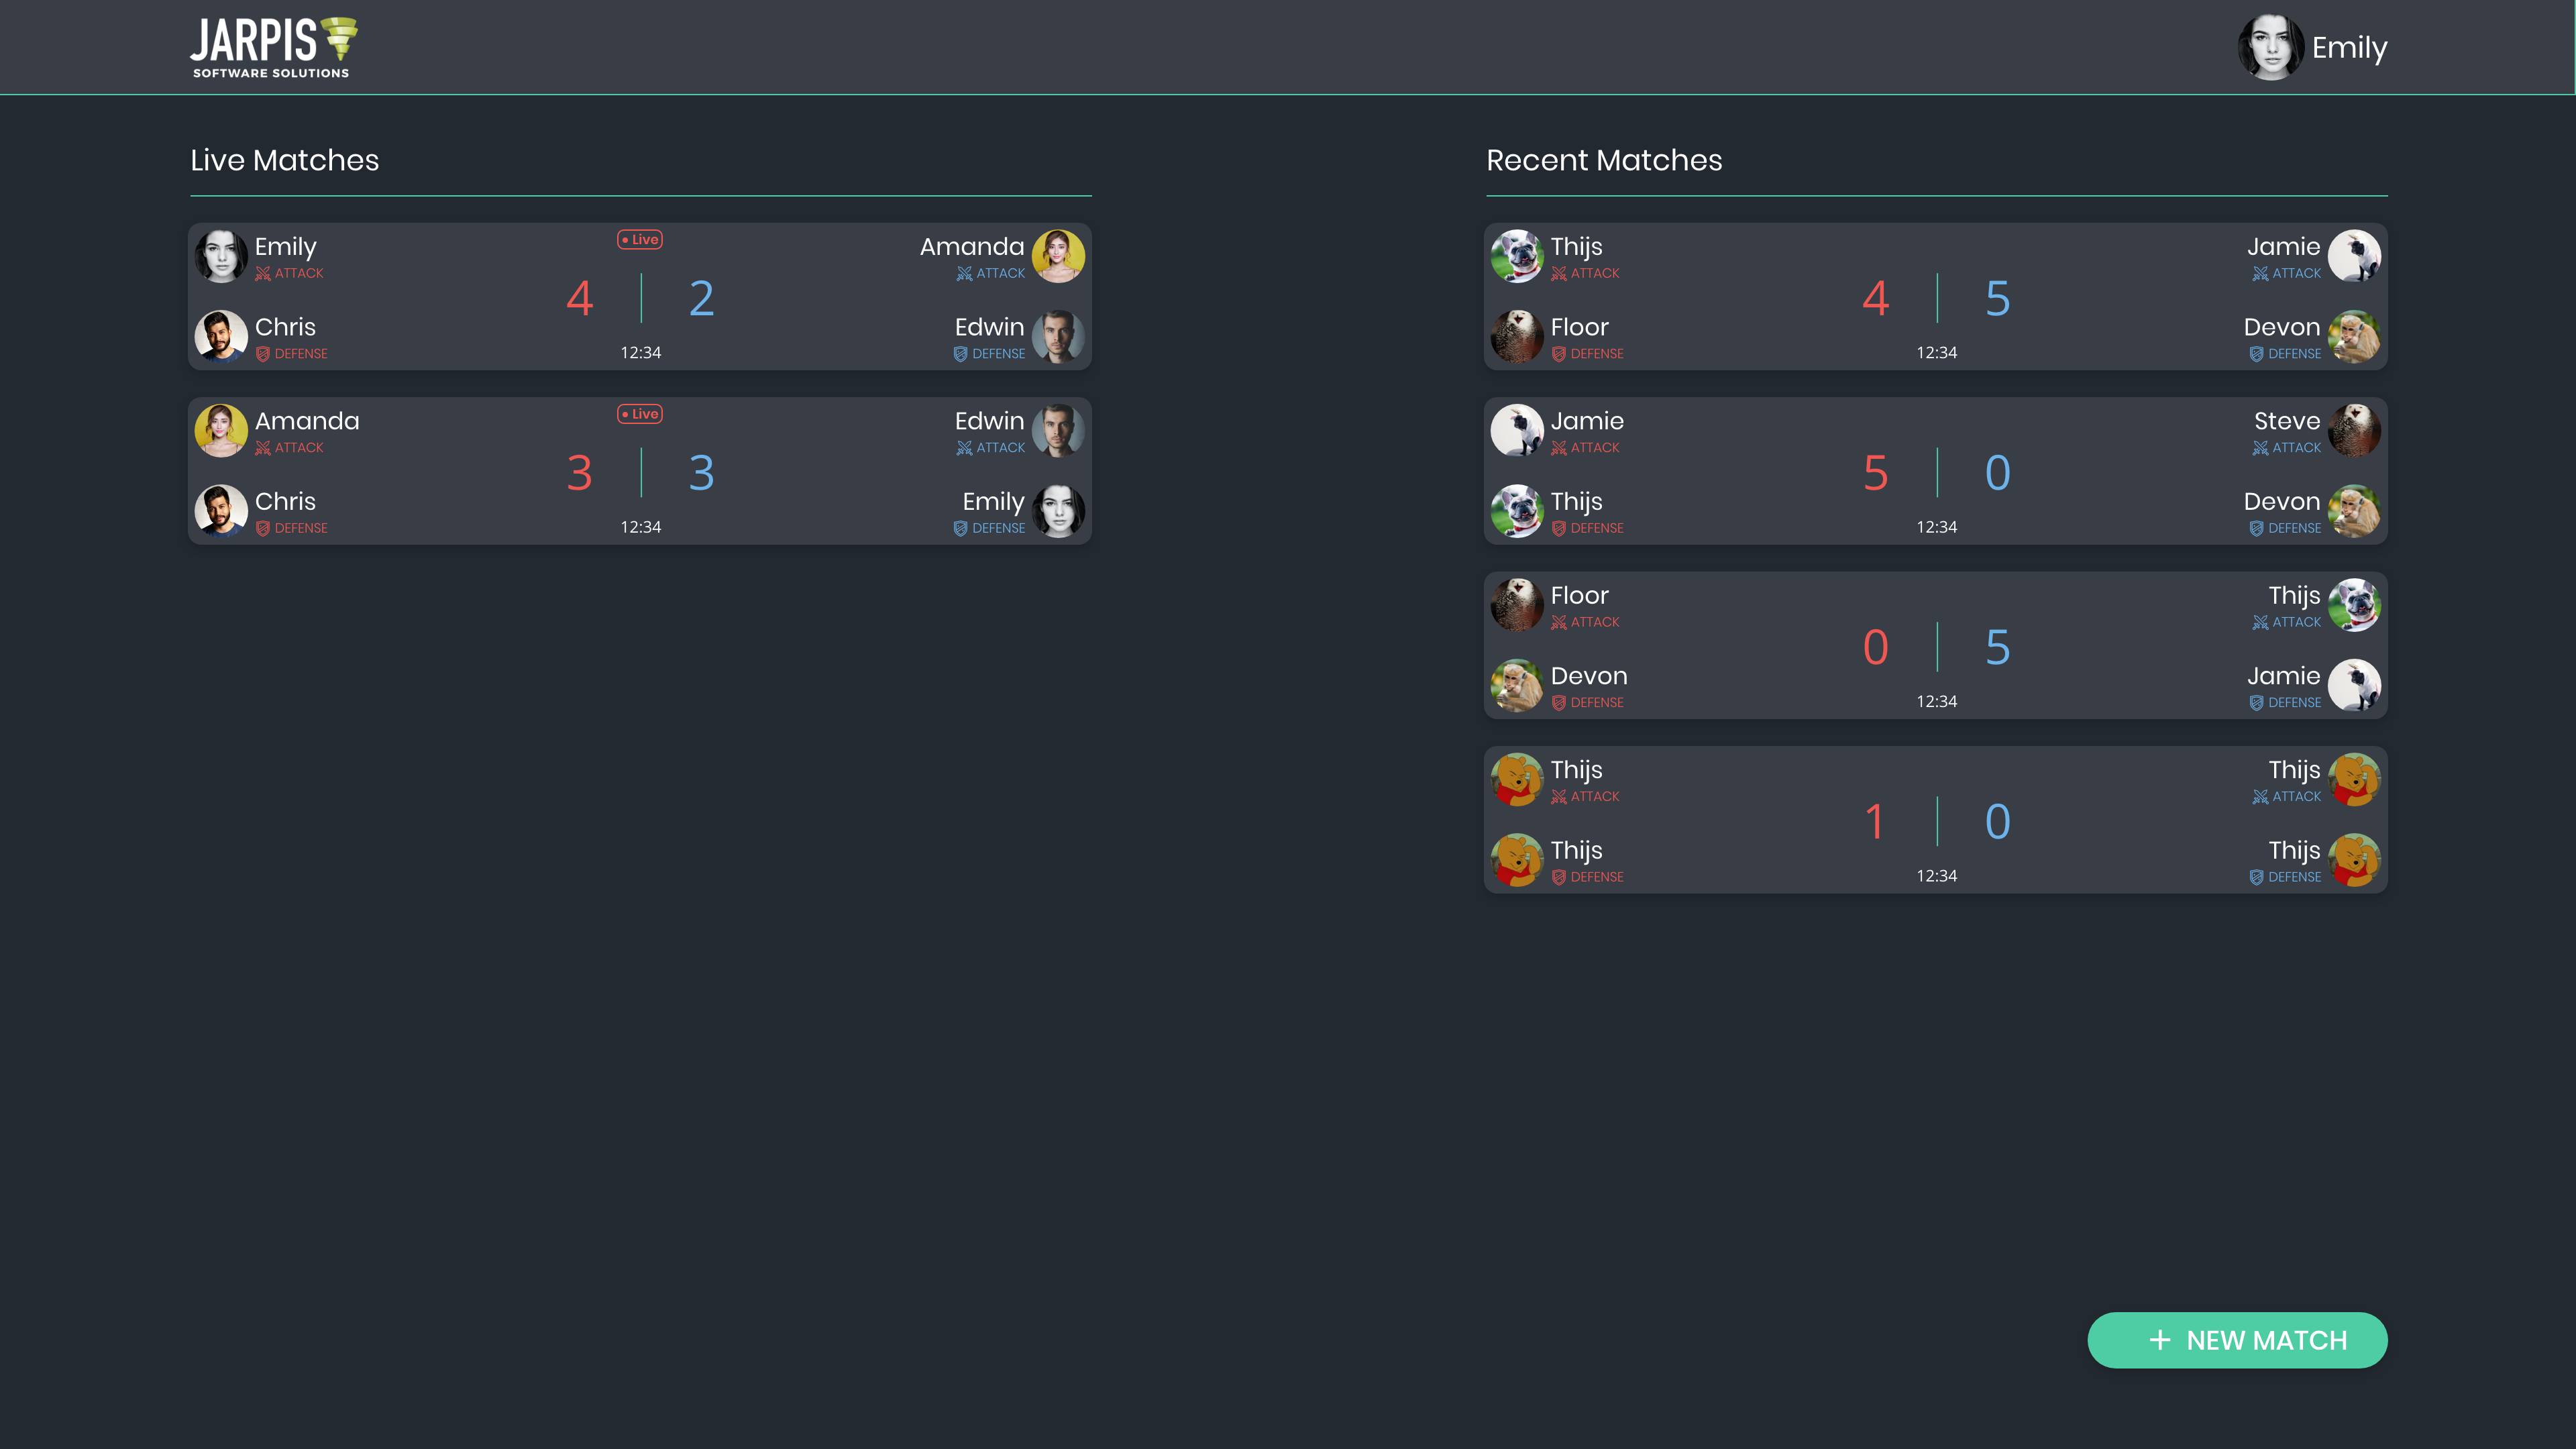 JARPIS
SOFTWARE SOLUTIONS
Emily
Live Matches
Emily
ATTACK
Chris
DEFENSE
Live
4 2
12:34
Amanda
ATTACK
Edwin
DEFENSE
Amanda
ATTACK
Chris
DEFENSE
Live
3 3
12:34
Edwin
ATTACK
Emily
DEFENSE
Recent Matches
Thijs
ATTACK
Floor
DEFENSE
4 5
12:34
Jamie
ATTACK
Devon
DEFENSE
Jamie
ATTACK
Thijs
DEFENSE
5 0
12:34
Steve
ATTACK
Devon
DEFENSE
Floor
ATTACK
Devon
DEFENSE
0 5
12:34
Thijs
ATTACK
Jamie
DEFENSE
Thijs
ATTACK
Thijs
DEFENSE
1 0
12:34
Thijs
ATTACK
Thijs
DEFENSE
+ NEW MATCH